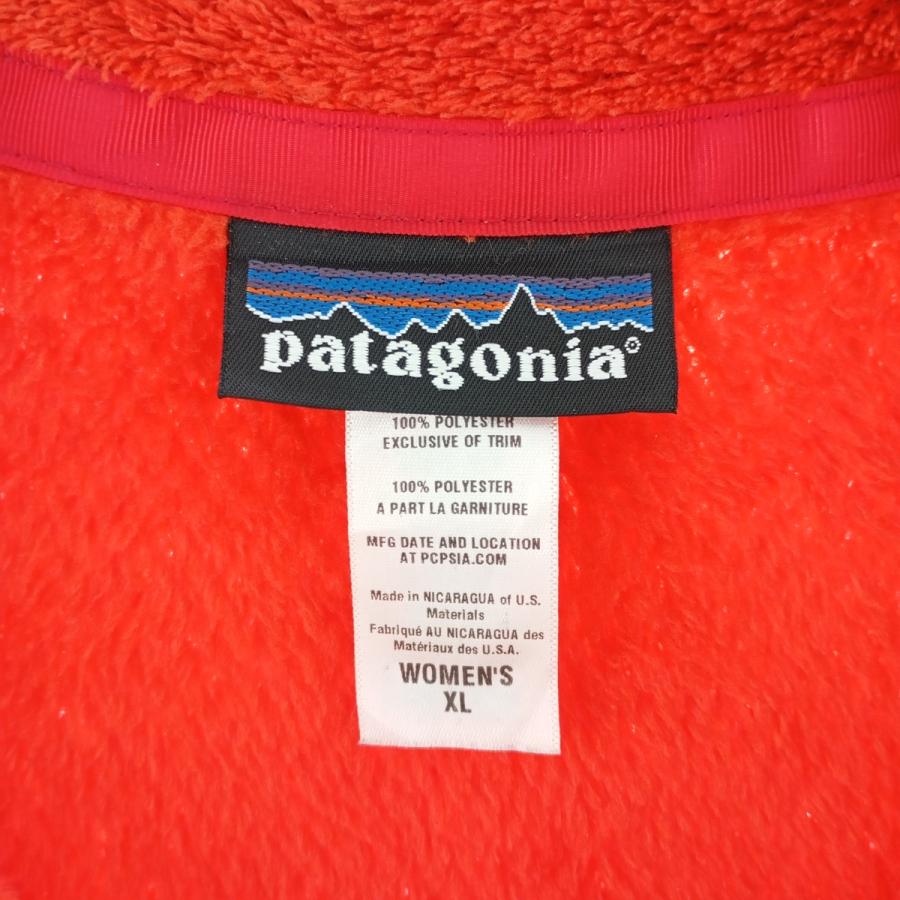 patagonia®
100% POLYESTER
EXCLUSIVE OF TRIM
100% POLYESTER
A PART LA GARNITURE
MFG DATE AND LOCATION
AT PCPSIA.COM
Made in NICARAGUA of U.S.
Materials
Fabriqué AU NICARAGUA des
Matériaux des U.S.A.
WOMEN'S
XL